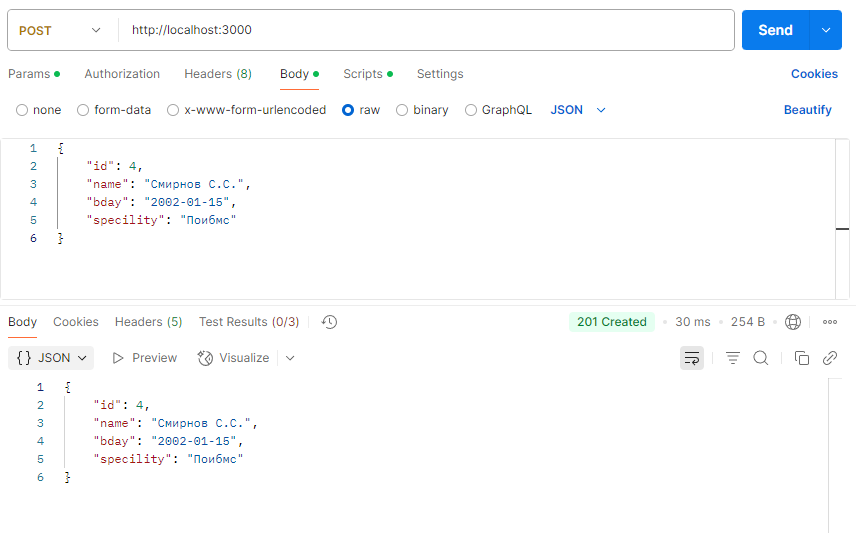 POST http://localhost:3000 Send
Params Authorization Headers (8) Body Scripts Settings Cookies
none form-data x-www-form-urlencoded raw binary GraphQL JSON Beautify
1 {
2 "id": 4,
3 "name": "Смирнов С.С.",
4 "bday": "2002-01-15",
5 "specility": "Поибмс"
6 }
Body Cookies Headers (5) Test Results (0/3) 201 Created 30 ms 254 B
{} JSON Preview Visualize
1 {
2 "id": 4,
3 "name": "Смирнов С.С.",
4 "bday": "2002-01-15",
5 "specility": "Поибмс"
6 }